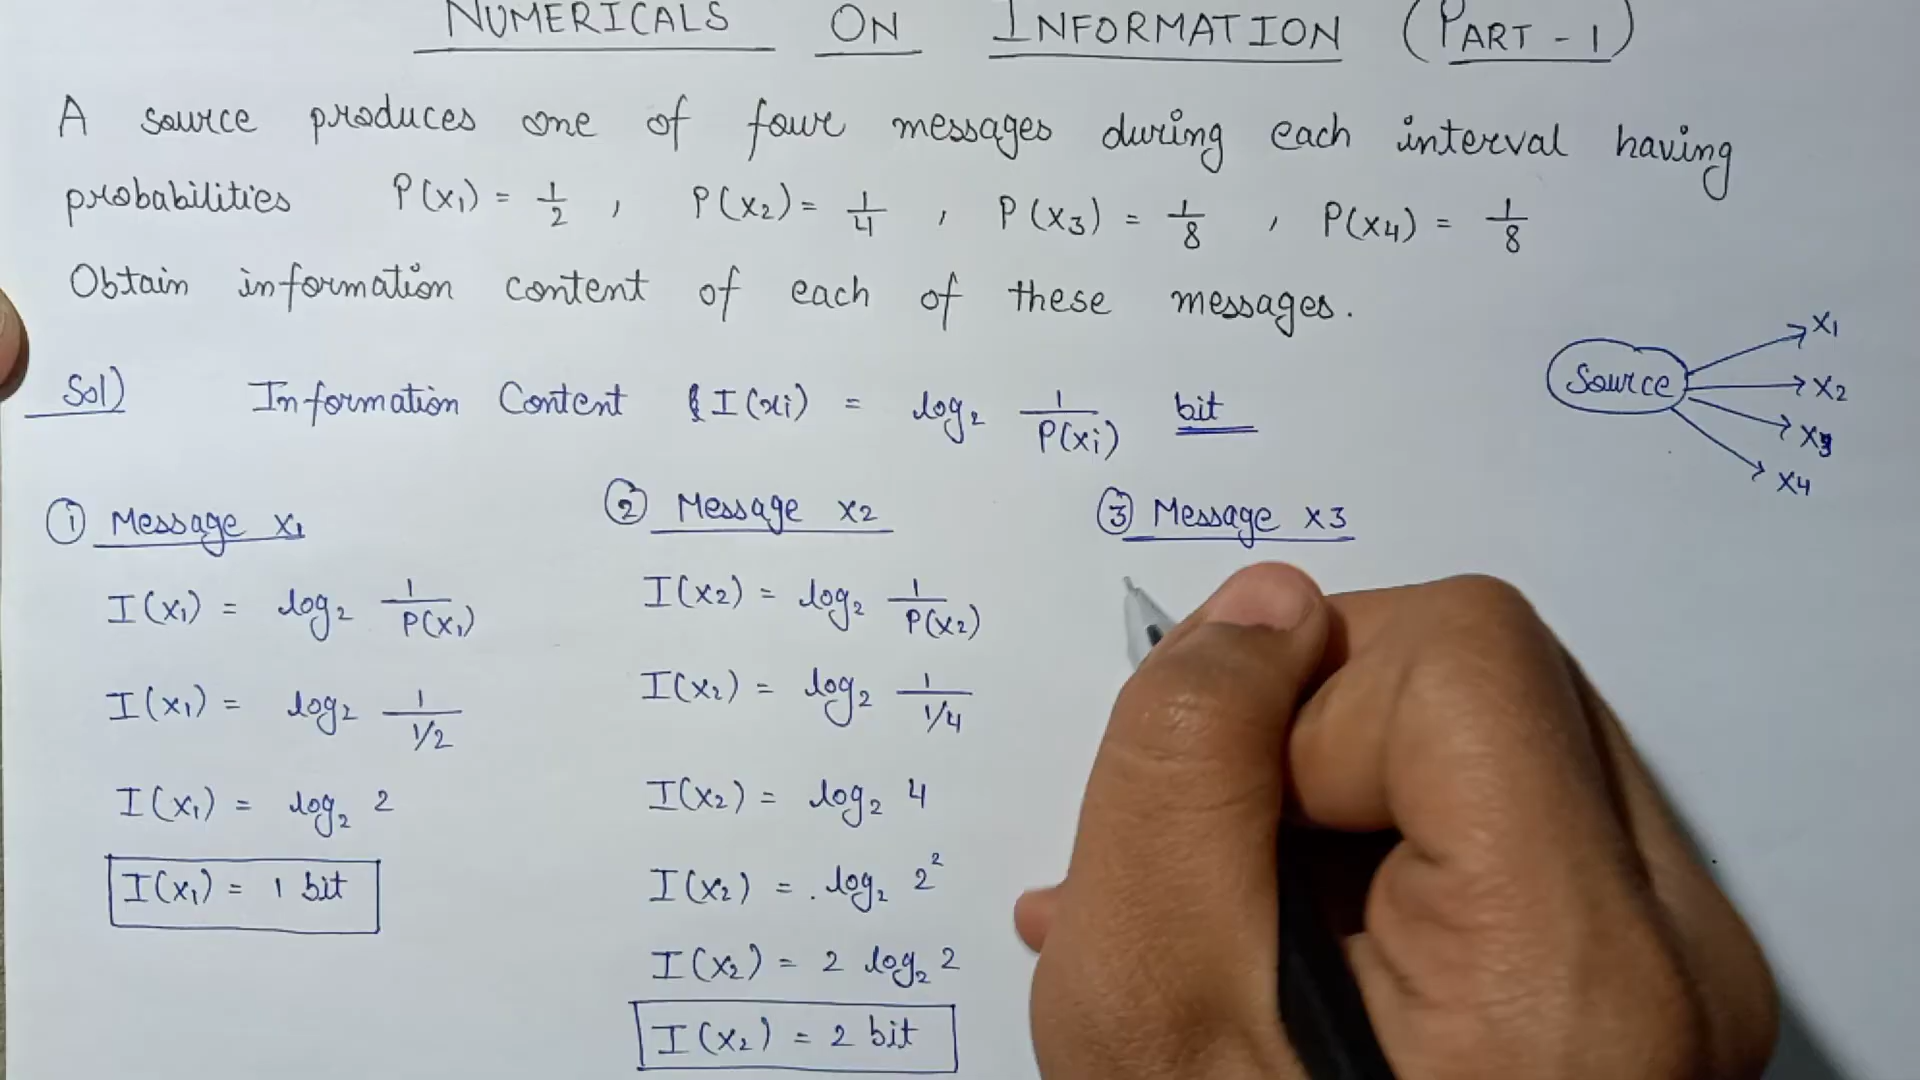 NUMERICALS ON INFORMATION (PART - 1)
A source produces one of four messages during each interval having
probabilities P(x1) = 1/2 , P(x2) = 1/4 , P(x3) = 1/8 , P(x4) = 1/8
Obtain information content of each of these messages.
Sol) Information Content I(xi) = log2 1/P(xi) bit
Source
x1
x2
x3
x4
① Message x1
I(x1) = log2 1/P(x1)
I(x1) = log2 1/1/2
I(x1) = log2 2
I(x1) = 1 bit
② Message x2
I(x2) = log2 1/P(x2)
I(x2) = log2 1/1/4
I(x2) = log2 4
I(x2) = . log2 2²
I(x2) = 2 log2 2
I(x2) = 2 bit
③ Message x3